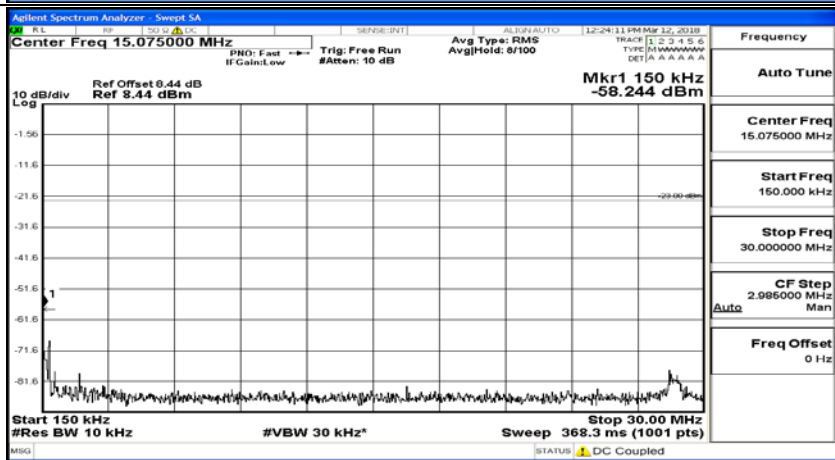 Agilent Spectrum Analyzer - Swept SA
RL RF 50 Ω DC SENSE:INT ALIGN AUTO 12:24:11 PM Mar 12, 2018
Center Freq 15.075000 MHz
PNO: Fast
IFGain:Low
Trig: Free Run
#Atten: 10 dB
Avg Type: RMS
Avg|Hold: 8/100
TRACE 1 2 3 4 5 6
TYPE M W W W W W
DET A A A A A A
Frequency
Auto Tune
Ref Offset 8.44 dB
10 dB/div Ref 8.44 dBm
Log
Mkr1 150 kHz
-58.244 dBm
-1.56
-11.6
-21.6
-23.00 dBm
-31.6
-41.6
-51.6
1
-61.6
-71.6
-81.6
Center Freq
15.075000 MHz
Start Freq
150.000 kHz
Stop Freq
30.000000 MHz
CF Step
2.985000 MHz
Auto Man
Freq Offset
0 Hz
Start 150 kHz Stop 30.00 MHz
#Res BW 10 kHz #VBW 30 kHz* Sweep 368.3 ms (1001 pts)
MSG STATUS DC Coupled